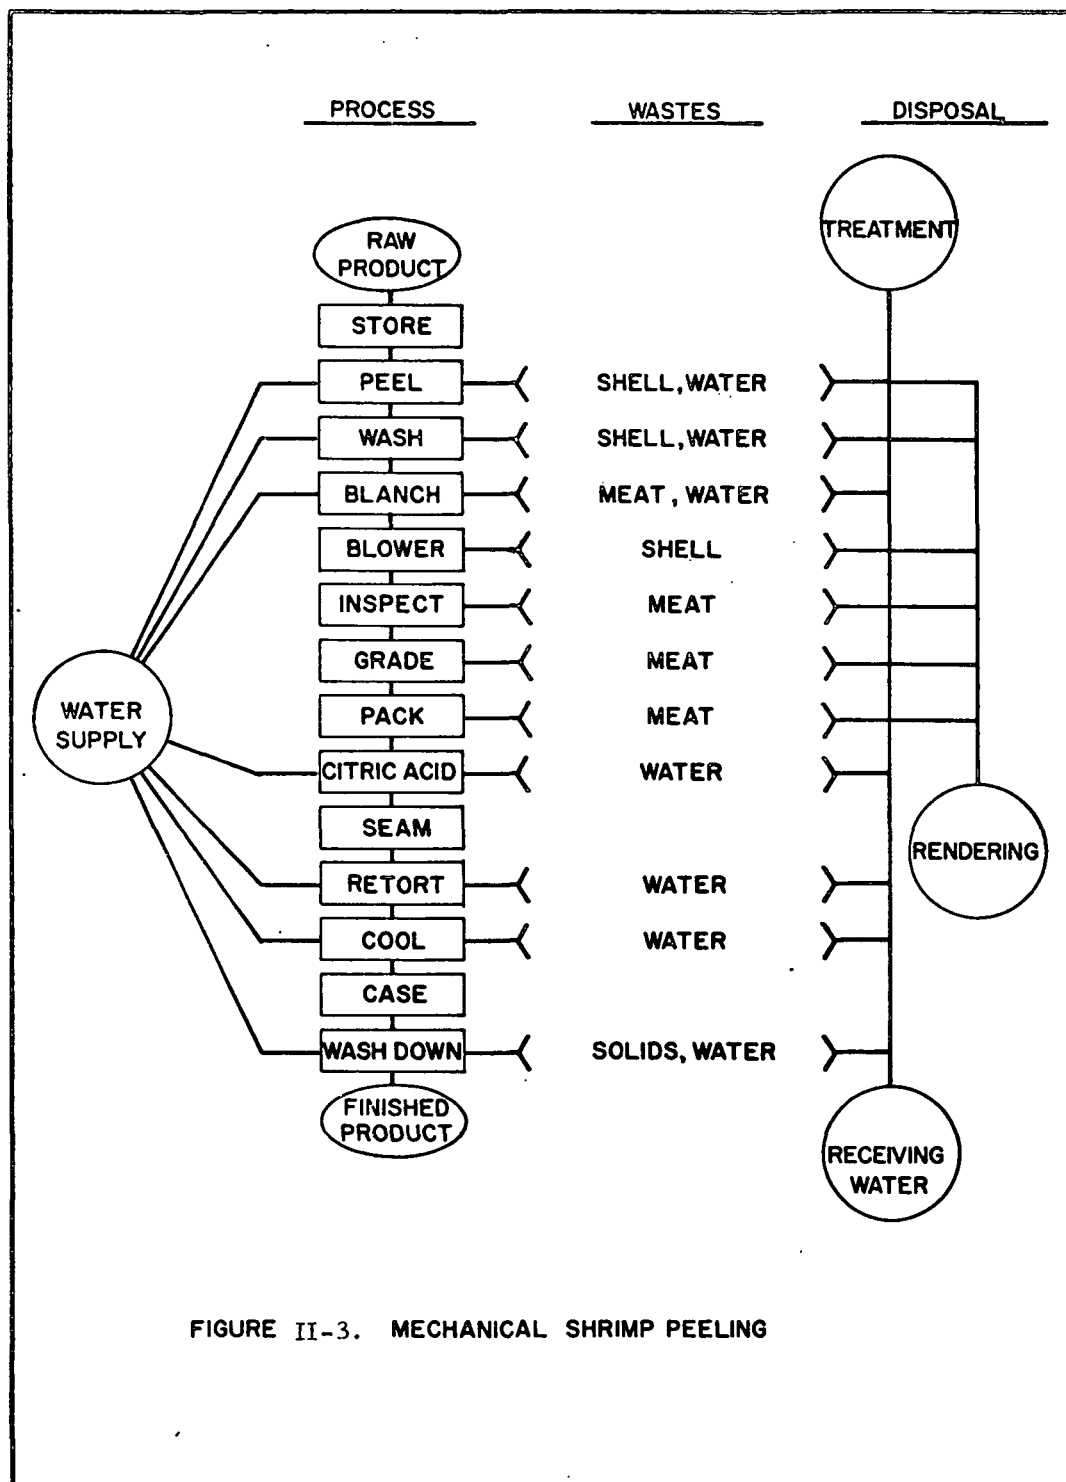 PROCESS WASTES DISPOSAL
TREATMENT
RAW
PRODUCT
STORE
PEEL SHELL, WATER
WASH SHELL, WATER
BLANCH MEAT, WATER
BLOWER SHELL
INSPECT MEAT
GRADE MEAT
WATER
SUPPLY
PACK MEAT
CITRIC ACID WATER
SEAM
RENDERING
RETORT WATER
COOL WATER
CASE
WASH DOWN SOLIDS, WATER
FINISHED
PRODUCT
RECEIVING
WATER
FIGURE II-3. MECHANICAL SHRIMP PEELING